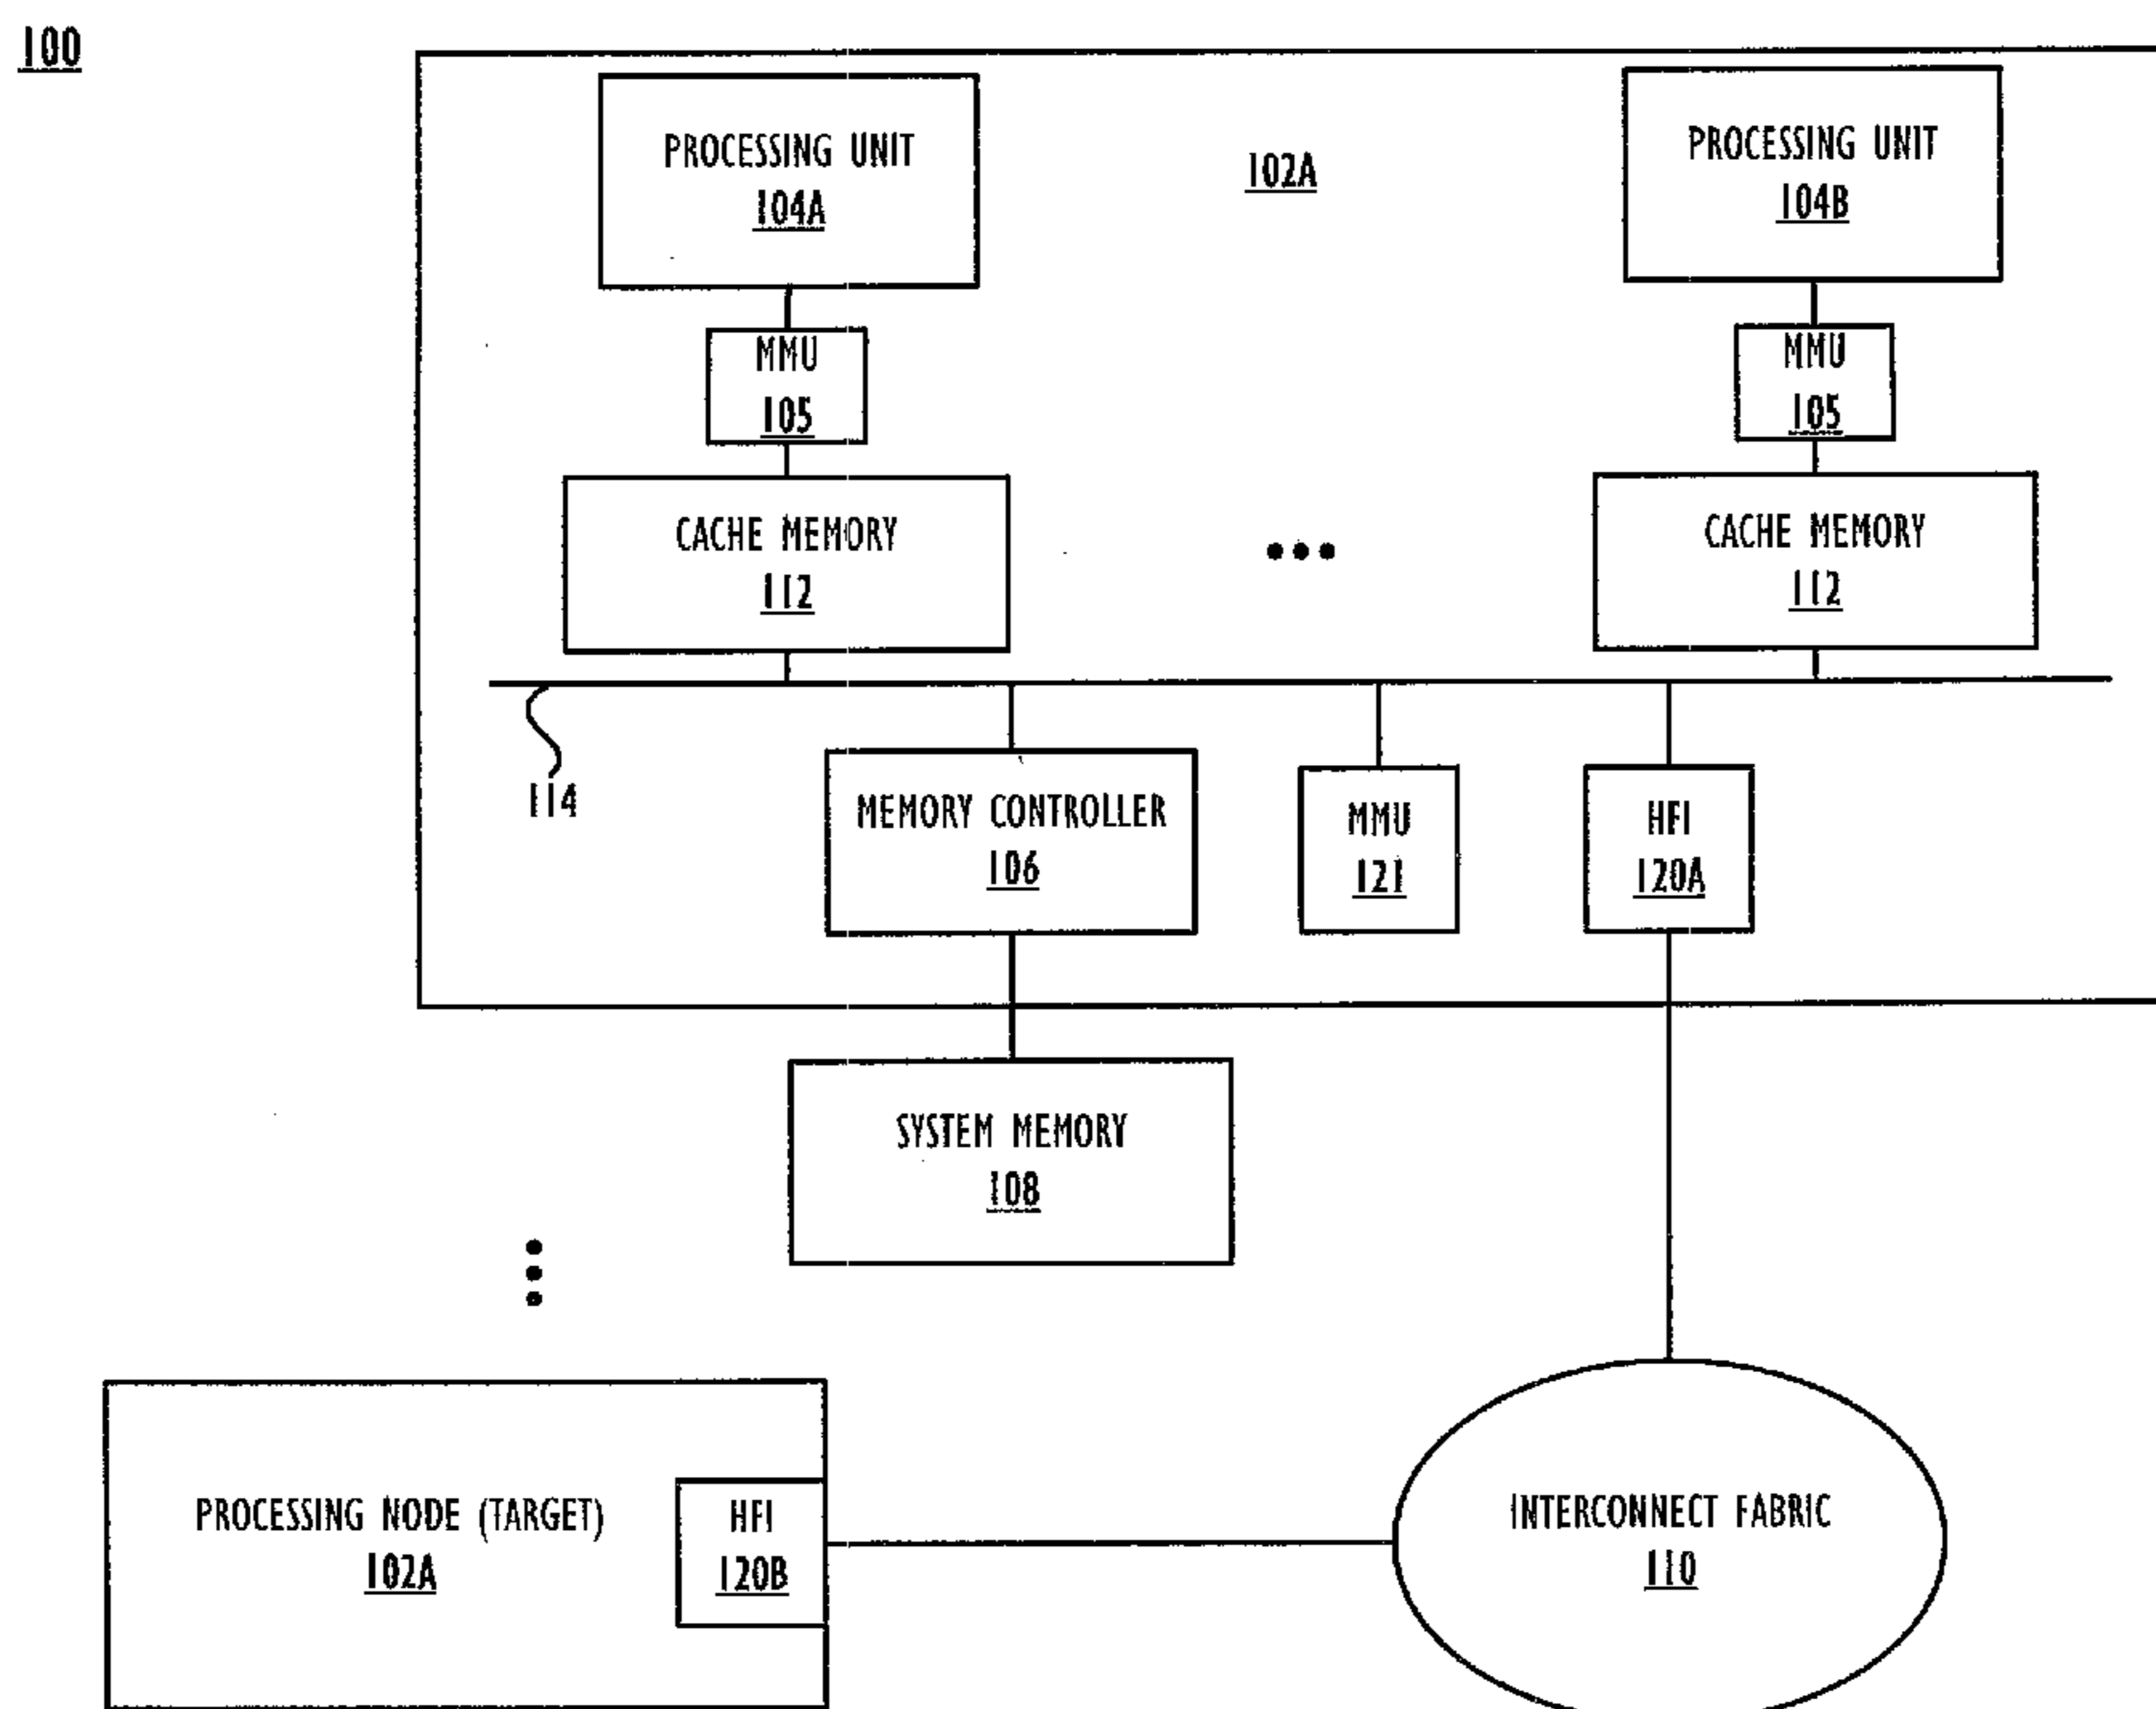 100
PROCESSING UNIT
104A
102A
PROCESSING UNIT
104B
MMU
105
MMU
105
CACHE MEMORY
112
CACHE MEMORY
112
114
MEMORY CONTROLLER
106
MMU
121
HFI
120A
SYSTEM MEMORY
108
PROCESSING NODE (TARGET)
102A
HFI
120B
INTERCONNECT FABRIC
110